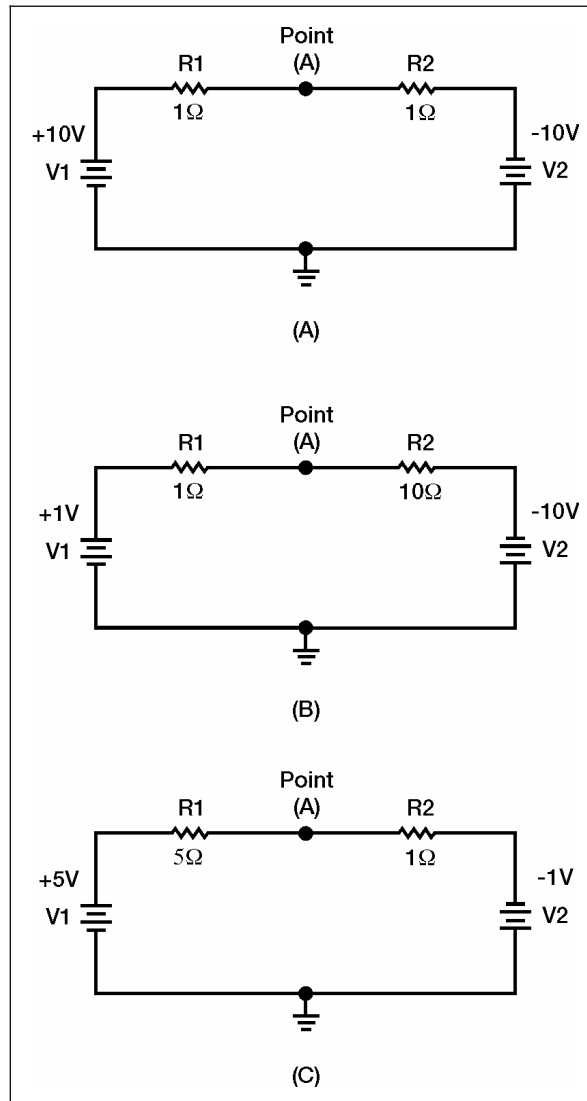 Point
R1 (A) R2
1Ω 1Ω
+10V -10V
V1 V2
(A)
Point
R1 (A) R2
1Ω 10Ω
+1V -10V
V1 V2
(B)
Point
R1 (A) R2
5Ω 1Ω
+5V -1V
V1 V2
(C)